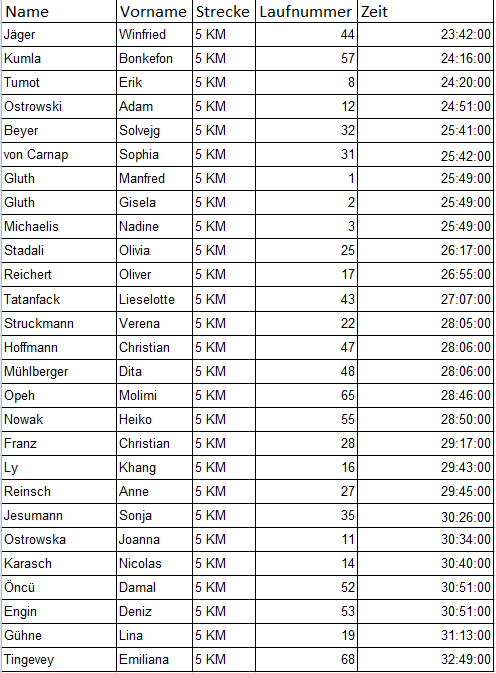 Name Vorname Strecke Laufnummer Zeit
Jäger Winfried 5 KM 44 23:42:00
Kumla Bonkefon 5 KM 57 24:16:00
Tumot Erik 5 KM 8 24:20:00
Ostrowski Adam 5 KM 12 24:51:00
Beyer Solvejg 5 KM 32 25:41:00
von Carnap Sophia 5 KM 31 25:42:00
Gluth Manfred 5 KM 1 25:49:00
Gluth Gisela 5 KM 2 25:49:00
Michaelis Nadine 5 KM 3 25:49:00
Stadali Olivia 5 KM 25 26:17:00
Reichert Oliver 5 KM 17 26:55:00
Tatanfack Lieselotte 5 KM 43 27:07:00
Struckmann Verena 5 KM 22 28:05:00
Hoffmann Christian 5 KM 47 28:06:00
Mühlberger Dita 5 KM 48 28:06:00
Opeh Molimi 5 KM 65 28:46:00
Nowak Heiko 5 KM 55 28:50:00
Franz Christian 5 KM 28 29:17:00
Ly Khang 5 KM 16 29:43:00
Reinsch Anne 5 KM 27 29:45:00
Jesumann Sonja 5 KM 35 30:26:00
Ostrowska Joanna 5 KM 11 30:34:00
Karasch Nicolas 5 KM 14 30:40:00
Öncü Damal 5 KM 52 30:51:00
Engin Deniz 5 KM 53 30:51:00
Gühne Lina 5 KM 19 31:13:00
Tingevey Emiliana 5 KM 68 32:49:00